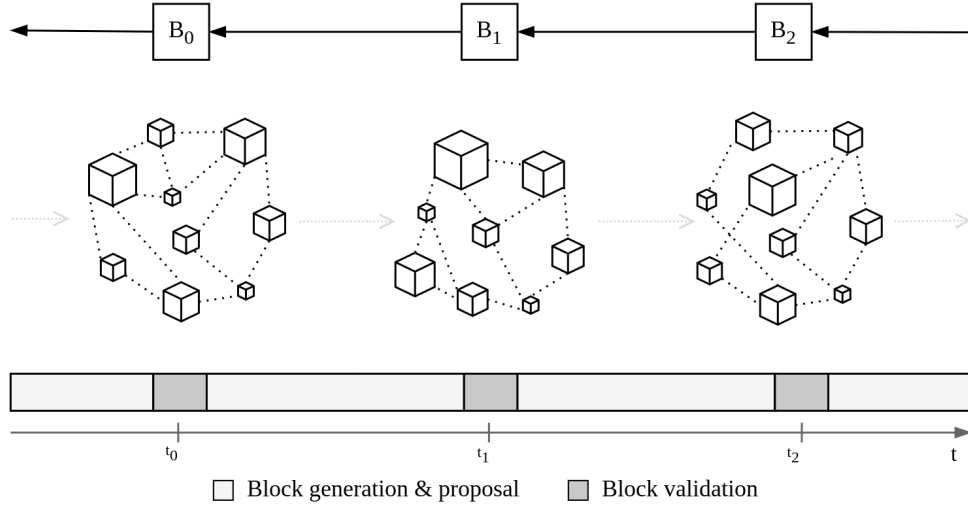 B0 B1 B2
t0 t1 t2 t
Block generation & proposal Block validation